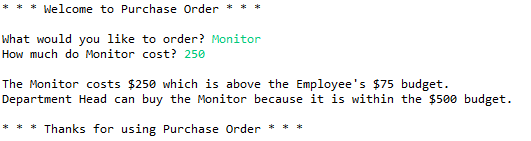 * * * Welcome to Purchase Order * * *
What would you like to order? Monitor
How much do Monitor cost? 250
The Monitor costs $250 which is above the Employee's $75 budget.
Department Head can buy the Monitor because it is within the $500 budget.
* * * Thanks for using Purchase Order * * *